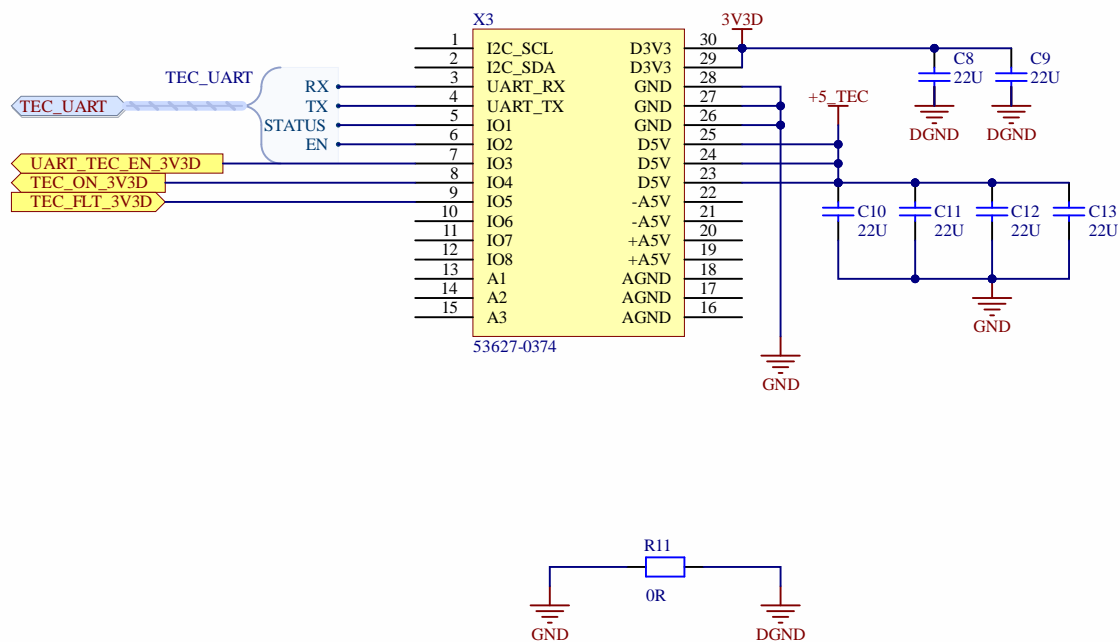 X3
3V3D
1 I2C_SCL D3V3 30
2 I2C_SDA D3V3 29
C8 22U
C9 22U
TEC_UART
TEC_UART
RX 3 UART_RX GND 28
TX 4 UART_TX GND 27
STATUS 5 IO1 GND 26
EN 6 IO2 D5V 25
+5_TEC
DGND DGND
UART_TEC_EN_3V3D 7 IO3 D5V 24
TEC_ON_3V3D 8 IO4 D5V 23
TEC_FLT_3V3D 9 IO5 -A5V 22
10 IO6 -A5V 21
11 IO7 +A5V 20
12 IO8 +A5V 19
13 A1 AGND 18
14 A2 AGND 17
15 A3 AGND 16
C10 C11 C12 C13
22U 22U 22U 22U
GND
53627-0374
GND
R11
0R
GND DGND